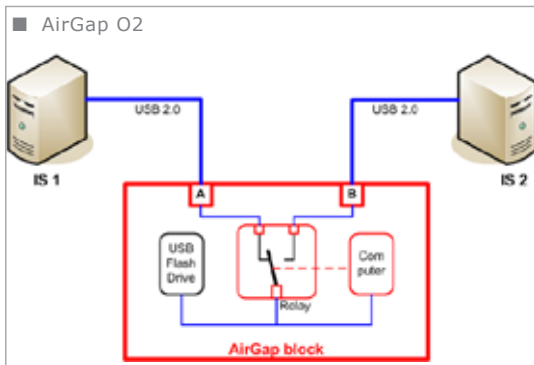 AirGap O2
USB 2.0
USB 2.0
IS 1
IS 2
A
B
USB
Flash
Drive
Com
puter
Relay
AirGap block